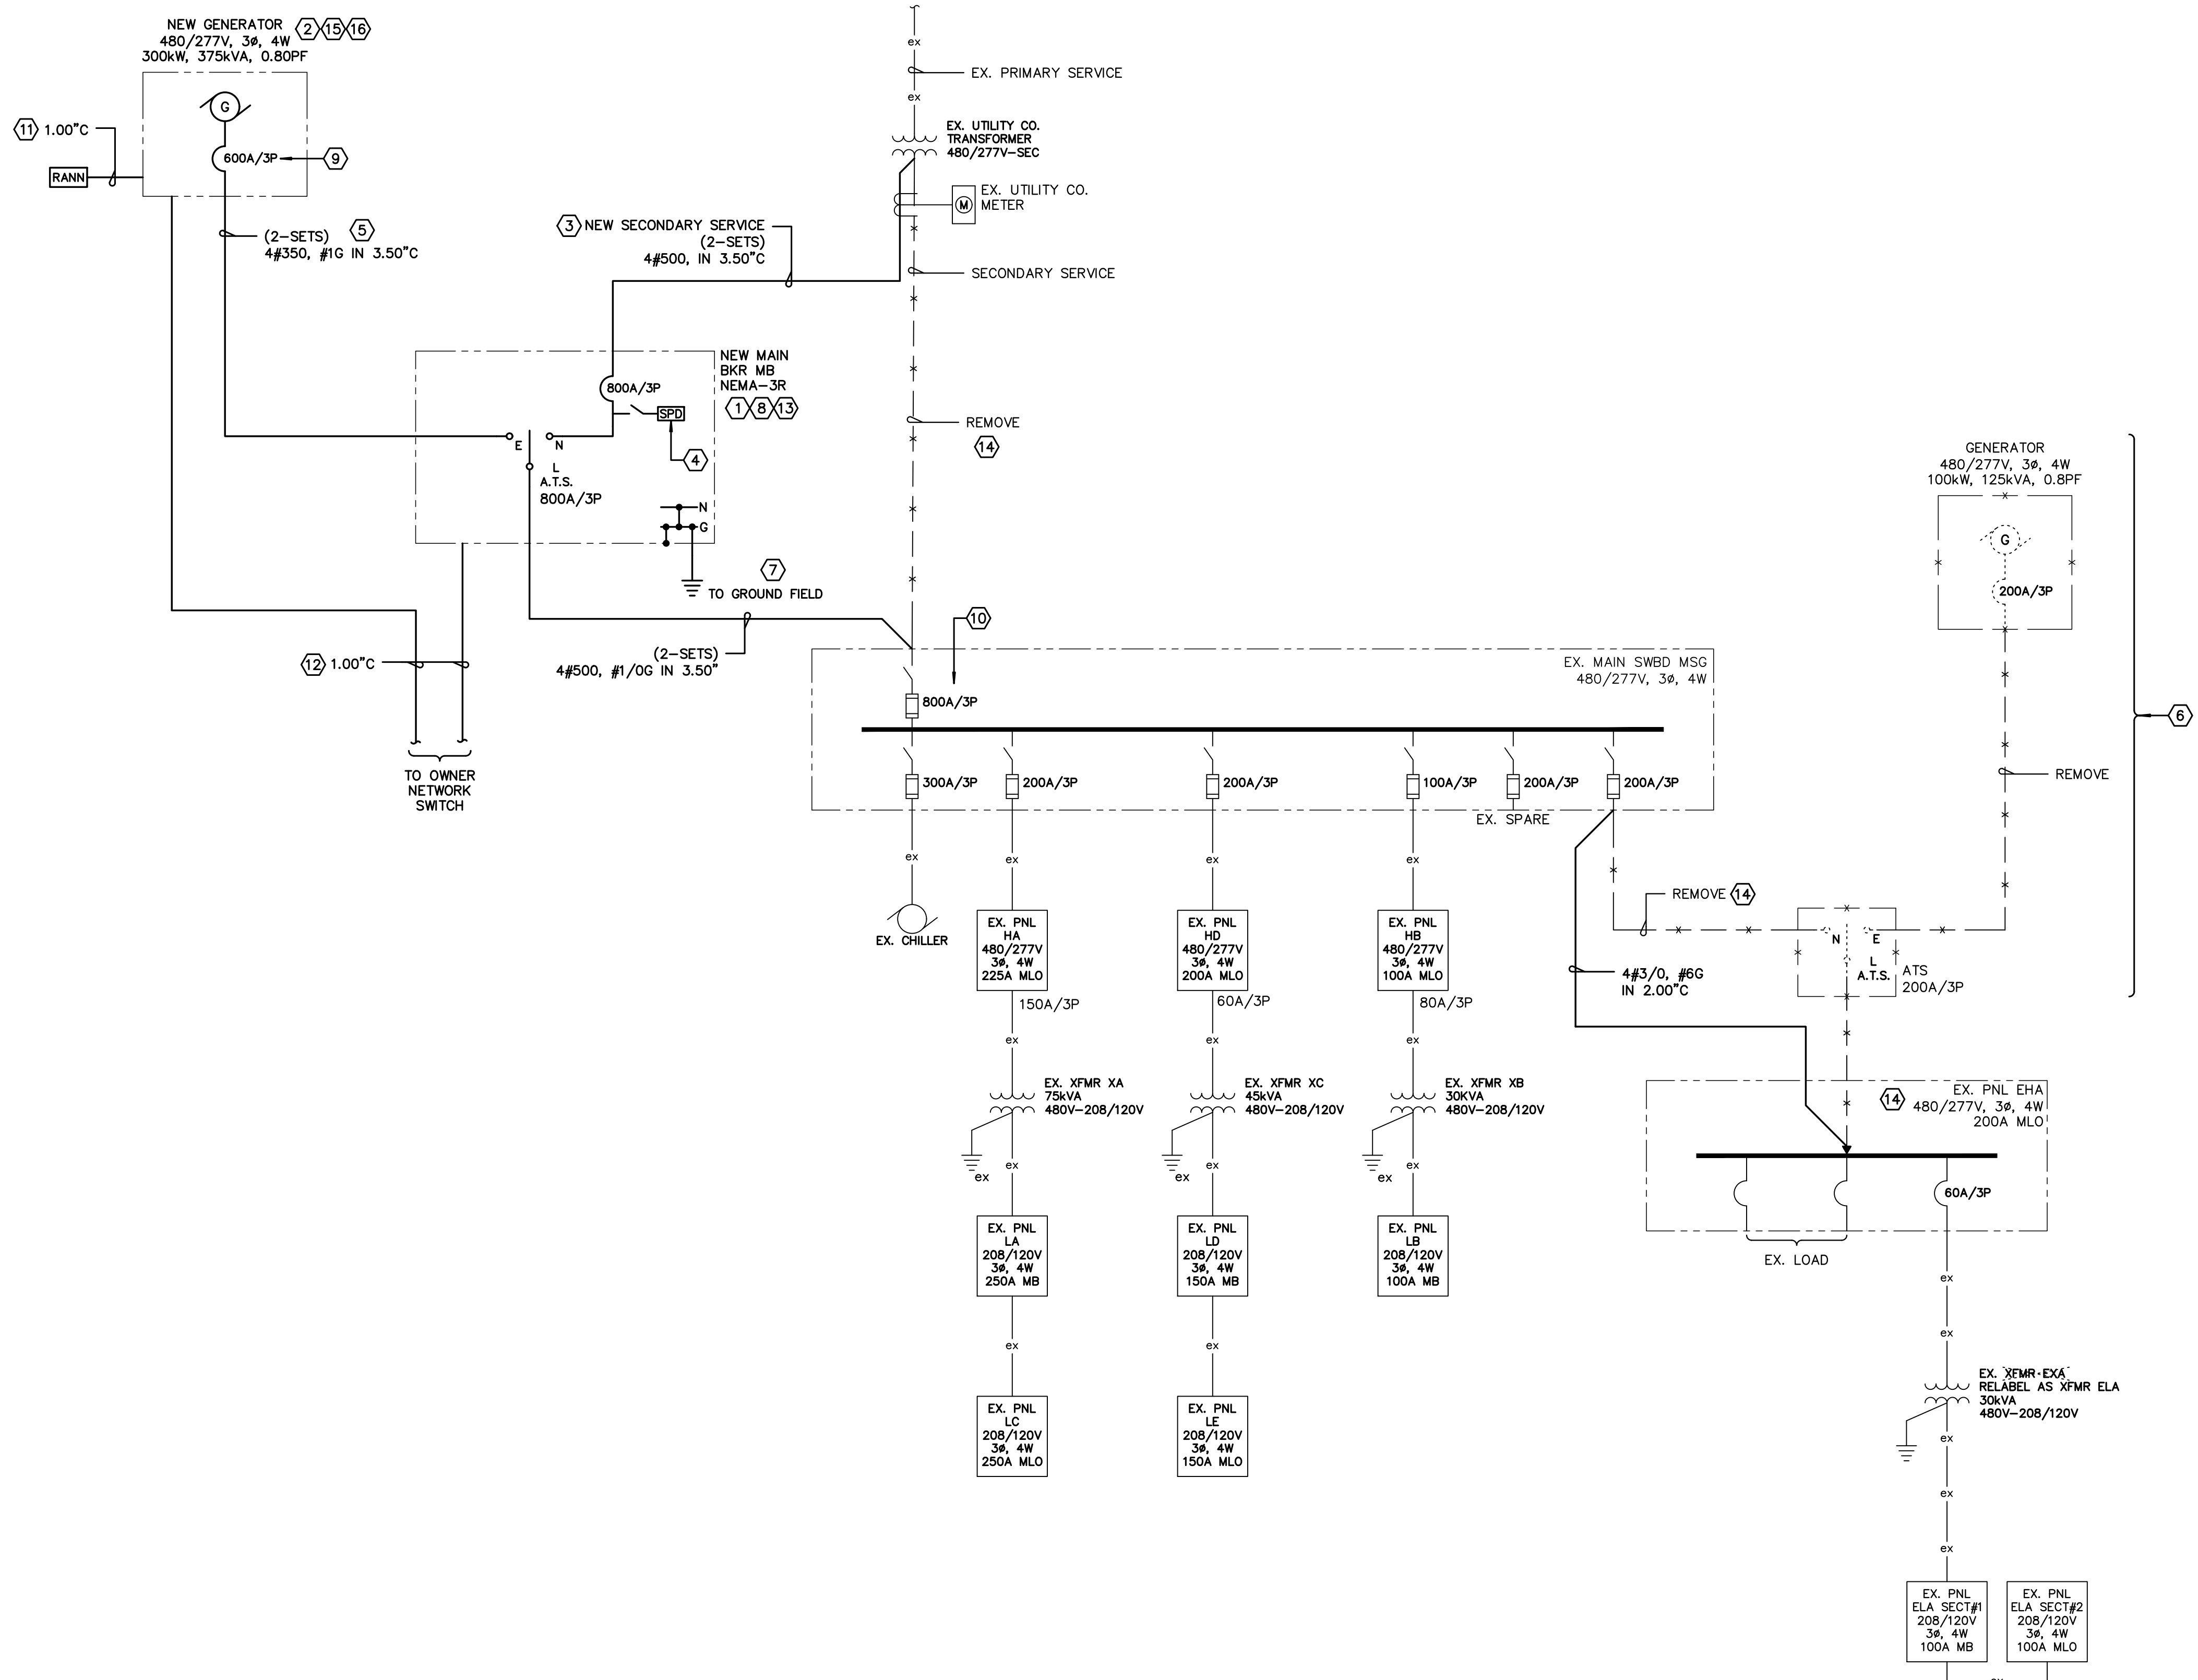 NEW GENERATOR
480/277V, 3ø, 4W
300kW, 375kVA, 0.80PF
2
15
16
G
600A/3P
9
11
1.00"C
RANN
(2-SETS)
4#350, #1G IN 3.50"C
5
ex
EX. PRIMARY SERVICE
ex
EX. UTILITY CO.
TRANSFORMER
480/277V-SEC
M
EX. UTILITY CO.
METER
3
NEW SECONDARY SERVICE
(2-SETS)
4#500, IN 3.50"C
SECONDARY SERVICE
NEW MAIN
BKR MB
NEMA-3R
1
8
13
800A/3P
SPD
4
E
N
L
A.T.S.
800A/3P
N
G
7
TO GROUND FIELD
REMOVE
14
(2-SETS)
4#500, #1/0G IN 3.50"
12
1.00"C
TO OWNER
NETWORK
SWITCH
10
EX. MAIN SWBD MSG
480/277V, 3ø, 4W
800A/3P
300A/3P
200A/3P
200A/3P
100A/3P
200A/3P
200A/3P
EX. SPARE
GENERATOR
480/277V, 3ø, 4W
100kW, 125kVA, 0.8PF
G
200A/3P
6
REMOVE
REMOVE
14
N
E
L
A.T.S.
ATS
200A/3P
4#3/0, #6G
IN 2.00"C
ex
EX. CHILLER
ex
EX. PNL
HA
480/277V
3ø, 4W
225A MLO
150A/3P
ex
EX. XFMR XA
75kVA
480V-208/120V
ex
ex
EX. PNL
LA
208/120V
3ø, 4W
250A MB
ex
EX. PNL
LC
208/120V
3ø, 4W
250A MLO
ex
EX. PNL
HD
480/277V
3ø, 4W
200A MLO
60A/3P
ex
EX. XFMR XC
45kVA
480V-208/120V
ex
ex
EX. PNL
LD
208/120V
3ø, 4W
150A MB
ex
EX. PNL
LE
208/120V
3ø, 4W
150A MLO
ex
EX. PNL
HB
480/277V
3ø, 4W
100A MLO
80A/3P
ex
EX. XFMR XB
30KVA
480V-208/120V
ex
ex
EX. PNL
LB
208/120V
3ø, 4W
100A MB
14
EX. PNL EHA
480/277V, 3ø, 4W
200A MLO
60A/3P
EX. LOAD
ex
ex
EX. XFMR EXA
RELABEL AS XFMR ELA
30kVA
480V-208/120V
ex
ex
ex
EX. PNL
ELA SECT#1
208/120V
3ø, 4W
100A MB
EX. PNL
ELA SECT#2
208/120V
3ø, 4W
100A MLO